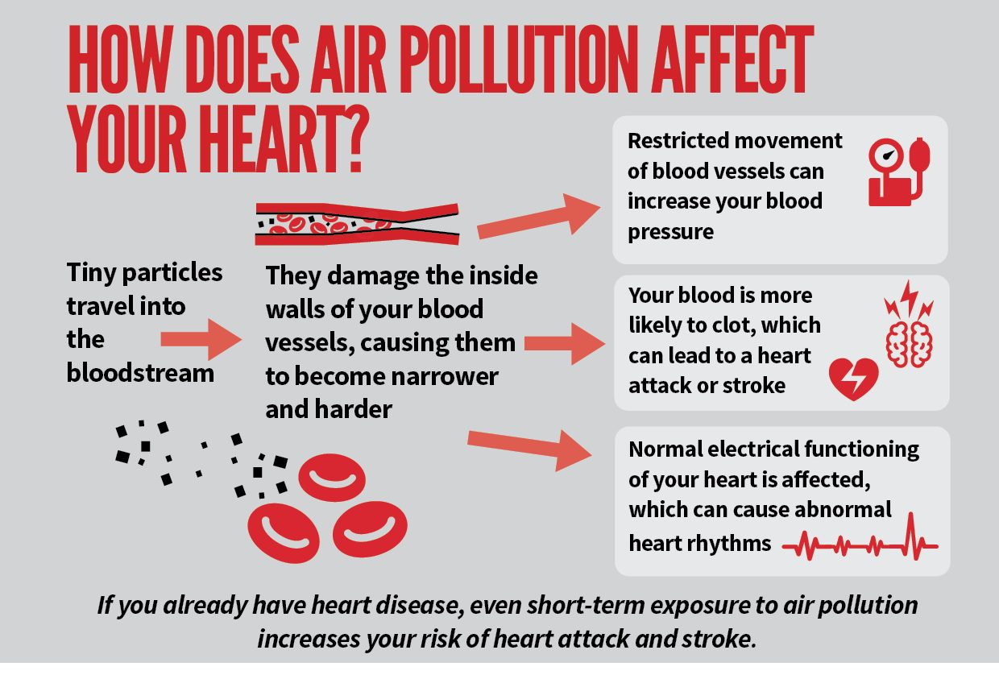 HOW DOES AIR POLLUTION AFFECT
YOUR HEART?
Tiny particles
travel into
the
bloodstream
They damage the inside
walls of your blood
vessels, causing them
to become narrower
and harder
Restricted movement
of blood vessels can
increase your blood
pressure
Your blood is more
likely to clot, which
can lead to a heart
attack or stroke
Normal electrical functioning
of your heart is affected,
which can cause abnormal
heart rhythms
If you already have heart disease, even short-term exposure to air pollution
increases your risk of heart attack and stroke.